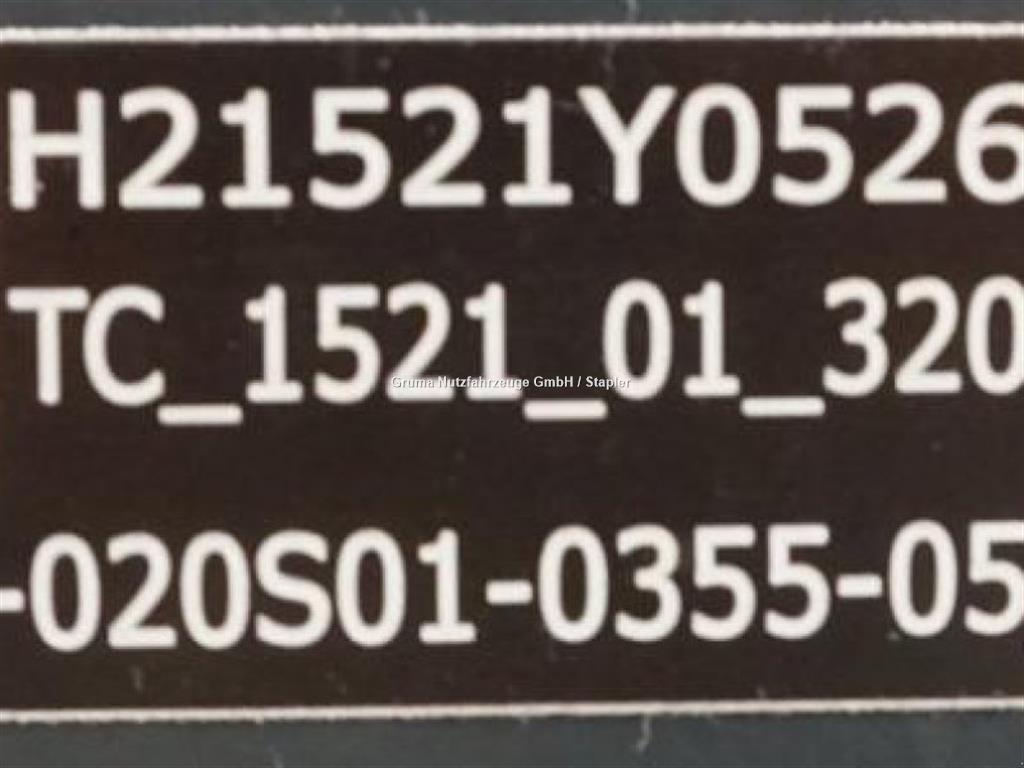 H21521Y0526
TC_1521_01_320
Gruma Nutzfahrzeuge GmbH / Stapler
-020S01-0355-05